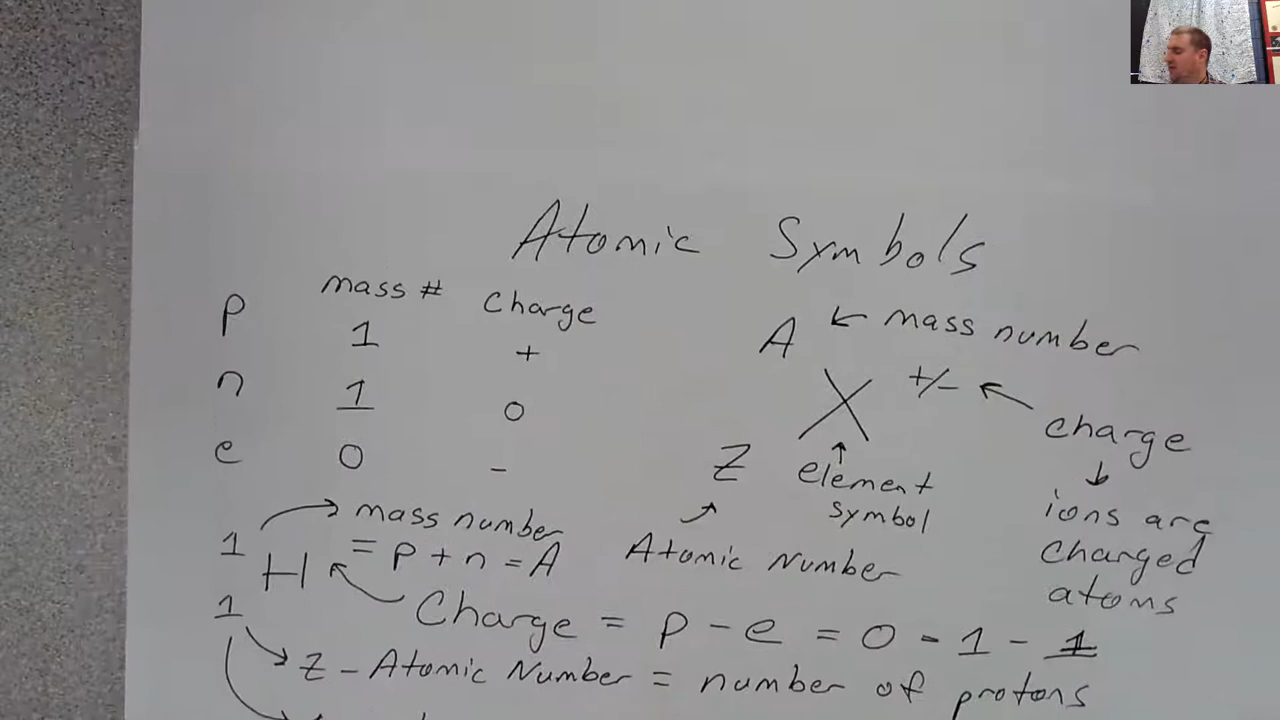 Atomic Symbols
mass # charge
p 1 +
n 1 0
e 0 -
A ← mass number
X +/- ← charge
Z element symbol
↓
ions are
charged
atoms
Atomic Number
1 → mass number
= p + n = A
H ← Charge = p - e = 0 - 1 - 1
1
Z - Atomic Number = number of protons